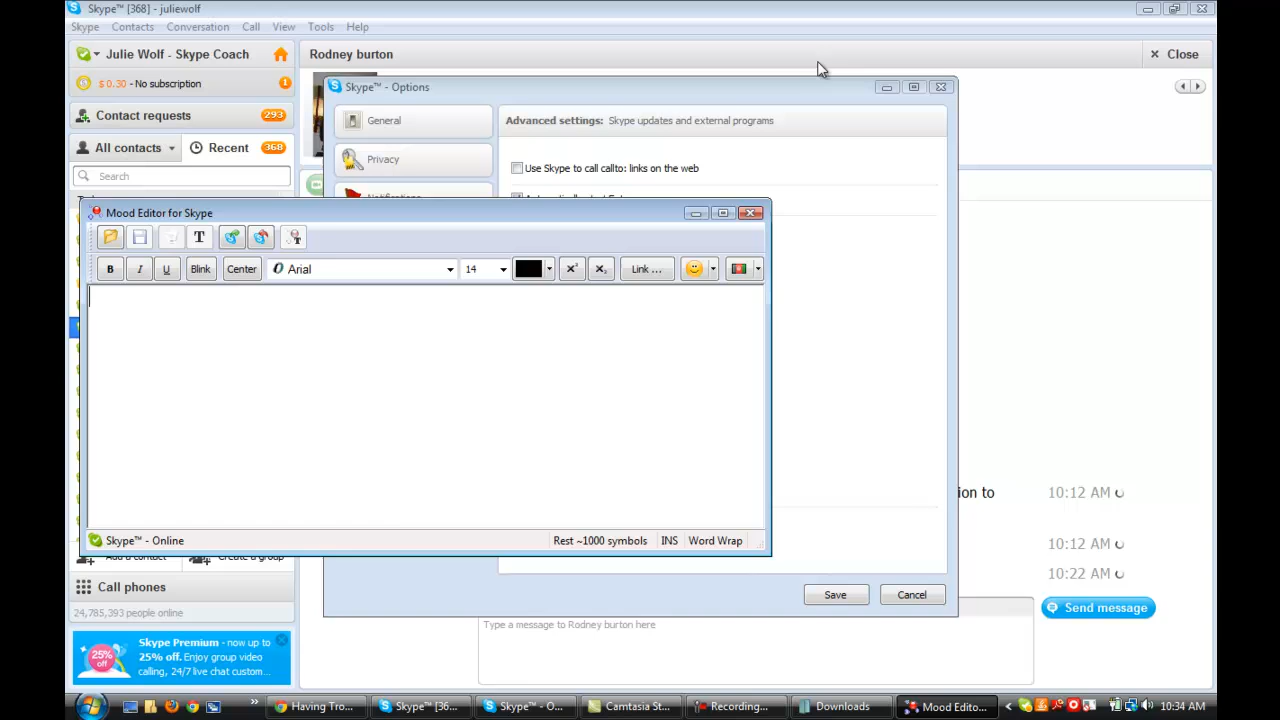 Skype™ [368] - juliewolf
Skype Contacts Conversation Call View Tools Help
Julie Wolf - Skype Coach
$ 0.30 - No subscription 1
Contact requests 293
All contacts Recent 368
Search
Rodney burton
Close
Skype™ - Options
General
Privacy
Advanced settings: Skype updates and external programs
Use Skype to call callto: links on the web
Mood Editor for Skype
T
B I U Blink Center Arial 14 Link ...
Skype™ - Online Rest ~1000 symbols INS Word Wrap
ion to 10:12 AM
10:12 AM
10:22 AM
Add a contact Create a group
Call phones
24,785,393 people online
Save Cancel
Send message
Type a message to Rodney burton here
Skype Premium - now up to
25% off. Enjoy group video
calling, 24/7 live chat custom...
25% off
Having Tro... Skype™ [36... Skype™ - O... Camtasia St... Recording... Downloads Mood Edito... 10:34 AM